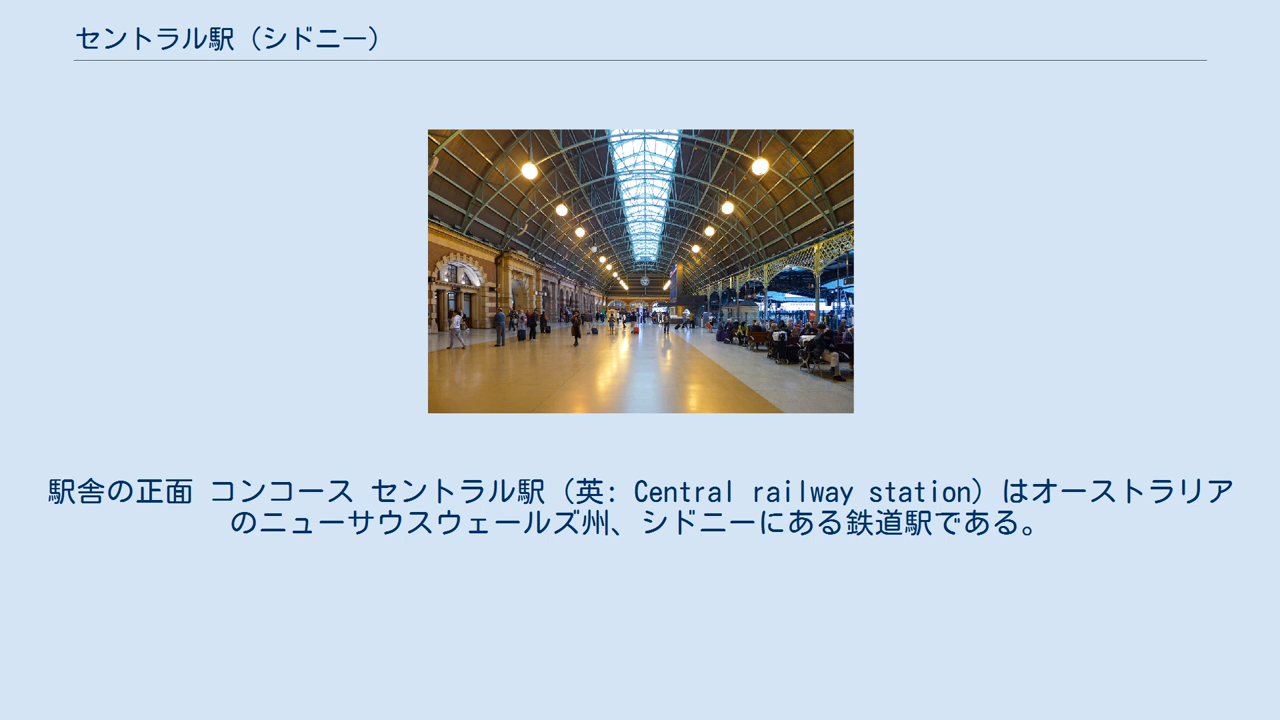 セントラル駅（シドニー）
駅舎の正面 コンコース セントラル駅（英: Central railway station）はオーストラリア
のニューサウスウェールズ州、シドニーにある鉄道駅である。